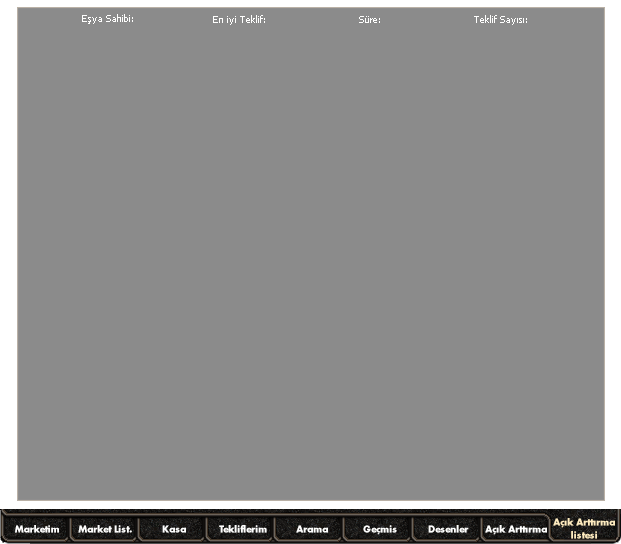 Eşya Sahibi: En iyi Teklif: Süre: Teklif Sayısı:
Marketim Market List. Kasa Tekliflerim Arama Geçmis Desenler Açık Arttırma Açık Arttırma
listesi